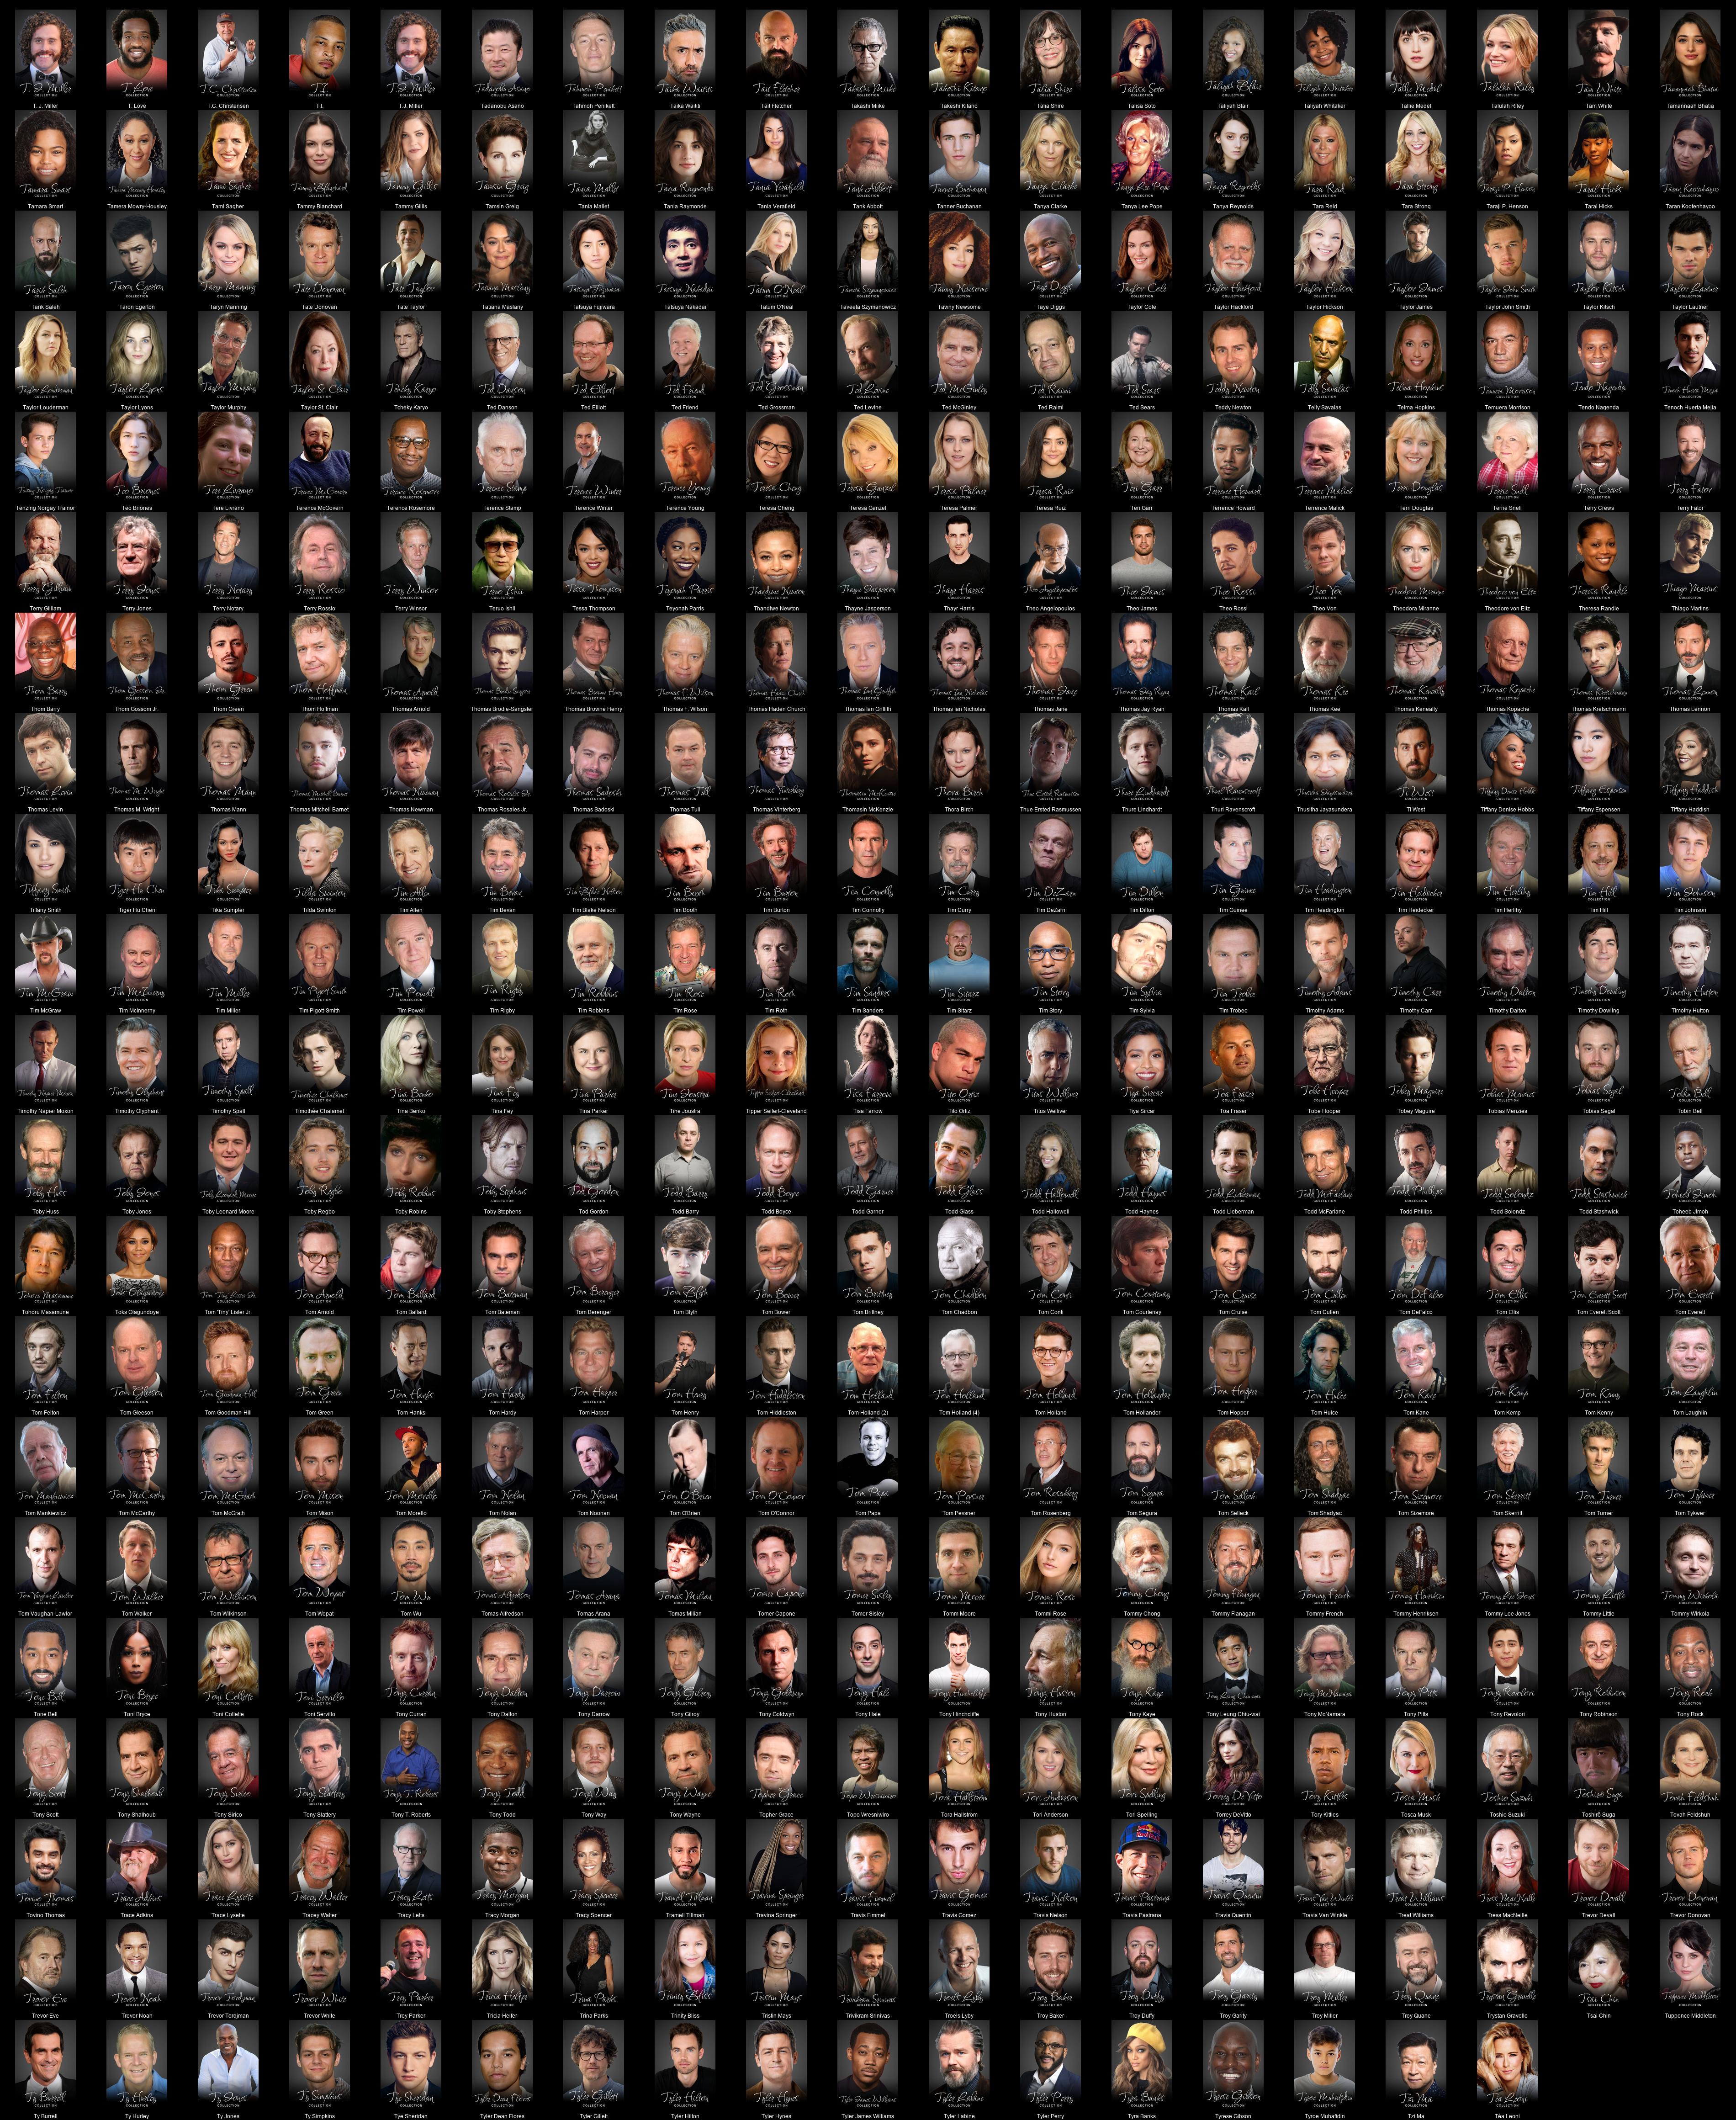 T. J. Miller T. Love T.C. Christensen T.I. T.J. Miller Tadanobu Asano Tahmoh Penikett Taika Waititi Tait Fletcher Takashi Miike Takeshi Kitano Talia Shire Talisa Soto Taliyah Blair Taliyah Whitaker Tallie Medel Talulah Riley Tam White Tamannaah Bhatia
Tamara Smart Tamera Mowry-Housley Tami Sagher Tammy Blanchard Tammy Gillis Tamsin Greig Tania Mallet Tania Raymonde Tania Verafield Tank Abbott Tanner Buchanan Tanya Clarke Tanya Lee Pope Tanya Reynolds Tara Reid Tara Strong Taraji P. Henson Taral Hicks Taran Kootenhayoo
Tarik Saleh Taron Egerton Taryn Manning Tate Donovan Tate Taylor Tatiana Maslany Tatsuya Fujiwara Tatsuya Nakadai Tatum O'Neal Taveeta Szymanowicz Tawny Newsome Taye Diggs Taylor Cole Taylor Hackford Taylor Hickson Taylor James Taylor John Smith Taylor Kitsch Taylor Lautner
Taylor Louderman Taylor Lyons Taylor Murphy Taylor St. Clair Tchéky Karyo Ted Danson Ted Elliott Ted Friend Ted Grossman Ted Levine Ted McGinley Ted Raimi Ted Sears Teddy Newton Telly Savalas Telma Hopkins Temuera Morrison Tendo Nagenda Tenoch Huerta Mejía
Tenzing Norgay Trainor Teo Briones Tere Livrano Terence McGovern Terence Rosemore Terence Stamp Terence Winter Terence Young Teresa Cheng Teresa Ganzel Teresa Palmer Teresa Ruiz Teri Garr Terrence Howard Terrence Malick Terri Douglas Terrie Snell Terry Crews Terry Fator
Terry Gilliam Terry Jones Terry Notary Terry Rossio Terry Winsor Teruo Ishii Tessa Thompson Teyonah Parris Thandiwe Newton Thayne Jasperson Thayr Harris Theo Angelopoulos Theo James Theo Rossi Theo Von Theodora Miranne Theodore von Eltz Theresa Randle Thiago Martins
Thom Barry Thom Gossom Jr. Thom Green Thom Hoffman Thomas Arnold Thomas Brodie-Sangster Thomas Browne Henry Thomas F. Wilson Thomas Haden Church Thomas Ian Griffith Thomas Ian Nicholas Thomas Jane Thomas Jay Ryan Thomas Kail Thomas Kee Thomas Keneally Thomas Kopache Thomas Kretschmann Thomas Lennon
Thomas Levin Thomas M. Wright Thomas Mann Thomas Mitchell Barnet Thomas Newman Thomas Rosales Jr. Thomas Sadoski Thomas Tull Thomas Vinterberg Thomasin McKenzie Thora Birch Thue Ersted Rasmussen Thure Lindhardt Thurl Ravenscroft Thusitha Jayasundera Ti West Tiffany Denise Hobbs Tiffany Espensen Tiffany Haddish
Tiffany Smith Tiger Hu Chen Tika Sumpter Tilda Swinton Tim Allen Tim Bevan Tim Blake Nelson Tim Booth Tim Burton Tim Connolly Tim Curry Tim DeZarn Tim Dillon Tim Guinee Tim Headington Tim Heidecker Tim Herlihy Tim Hill Tim Johnson
Tim McGraw Tim McInnerny Tim Miller Tim Pigott-Smith Tim Powell Tim Rigby Tim Robbins Tim Rose Tim Roth Tim Sanders Tim Sitarz Tim Story Tim Sylvia Tim Trobec Timothy Adams Timothy Carr Timothy Dalton Timothy Dowling Timothy Hutton
Timothy Napier Moxon Timothy Olyphant Timothy Spall Timothée Chalamet Tina Benko Tina Fey Tina Parker Tine Joustra Tipper Seifert-Cleveland Tisa Farrow Tito Ortiz Titus Welliver Tiya Sircar Toa Fraser Tobe Hooper Tobey Maguire Tobias Menzies Tobias Segal Tobin Bell
Toby Huss Toby Jones Toby Leonard Moore Toby Regbo Toby Robins Toby Stephens Tod Gordon Todd Barry Todd Boyce Todd Garner Todd Glass Todd Hallowell Todd Haynes Todd Lieberman Todd McFarlane Todd Phillips Todd Solondz Todd Stashwick Toheeb Jimoh
Tohoru Masamune Toks Olagundoye Tom "Tiny" Lister Jr. Tom Arnold Tom Ballard Tom Bateman Tom Berenger Tom Blyth Tom Bower Tom Brittney Tom Chadbon Tom Conti Tom Courtenay Tom Cruise Tom Cullen Tom DeFalco Tom Ellis Tom Everett Scott Tom Everett
Tom Felton Tom Gleeson Tom Goodman-Hill Tom Green Tom Hanks Tom Hardy Tom Harper Tom Henry Tom Hiddleston Tom Holland (2) Tom Holland (4) Tom Holland Tom Hollander Tom Hopper Tom Hulce Tom Kane Tom Kemp Tom Kenny Tom Laughlin
Tom Mankiewicz Tom McCarthy Tom McGrath Tom Mison Tom Morello Tom Nolan Tom Noonan Tom O'Brien Tom O'Connor Tom Papa Tom Pevsner Tom Rosenberg Tom Segura Tom Selleck Tom Shadyac Tom Sizemore Tom Skerritt Tom Turner Tom Tykwer
Tom Vaughan-Lawlor Tom Walker Tom Wilkinson Tom Wopat Tom Wu Tomas Alfredson Tomas Arana Tomas Milian Tomer Capone Tomer Sisley Tomm Moore Tommi Rose Tommy Chong Tommy Flanagan Tommy French Tommy Henriksen Tommy Lee Jones Tommy Little Tommy Wirkola
Tone Bell Toni Bryce Toni Collette Toni Servillo Tony Curran Tony Dalton Tony Darrow Tony Gilroy Tony Goldwyn Tony Hale Tony Hinchcliffe Tony Huston Tony Kaye Tony Leung Chiu-wai Tony McNamara Tony Pitts Tony Revolori Tony Robinson Tony Rock
Tony Scott Tony Shalhoub Tony Sirico Tony Slattery Tony T. Roberts Tony Todd Tony Way Tony Wayne Topher Grace Topo Wresniwiro Tora Hallström Tori Anderson Tori Spelling Torrey DeVitto Tory Kittles Tosca Musk Toshio Suzuki Toshirô Suga Tovah Feldshuh
Tovino Thomas Trace Adkins Trace Lysette Tracey Walter Tracy Letts Tracy Morgan Tracy Spencer Tramell Tillman Travina Springer Travis Fimmel Travis Gomez Travis Nelson Travis Pastrana Travis Quentin Travis Van Winkle Treat Williams Tress MacNeille Trevor Devall Trevor Donovan
Trevor Eve Trevor Noah Trevor Tordjman Trevor White Trey Parker Tricia Helfer Trina Parks Trinity Bliss Tristin Mays Trivikram Srinivas Troels Lyby Troy Baker Troy Duffy Troy Garity Troy Miller Troy Quane Trystan Gravelle Tsai Chin Tuppence Middleton
Ty Burrell Ty Hurley Ty Jones Ty Simpkins Tye Sheridan Tyler Dean Flores Tyler Gillett Tyler Hilton Tyler Hynes Tyler James Williams Tyler Labine Tyler Perry Tyra Banks Tyrese Gibson Tyroe Muhafidin Tzi Ma Téa Leoni